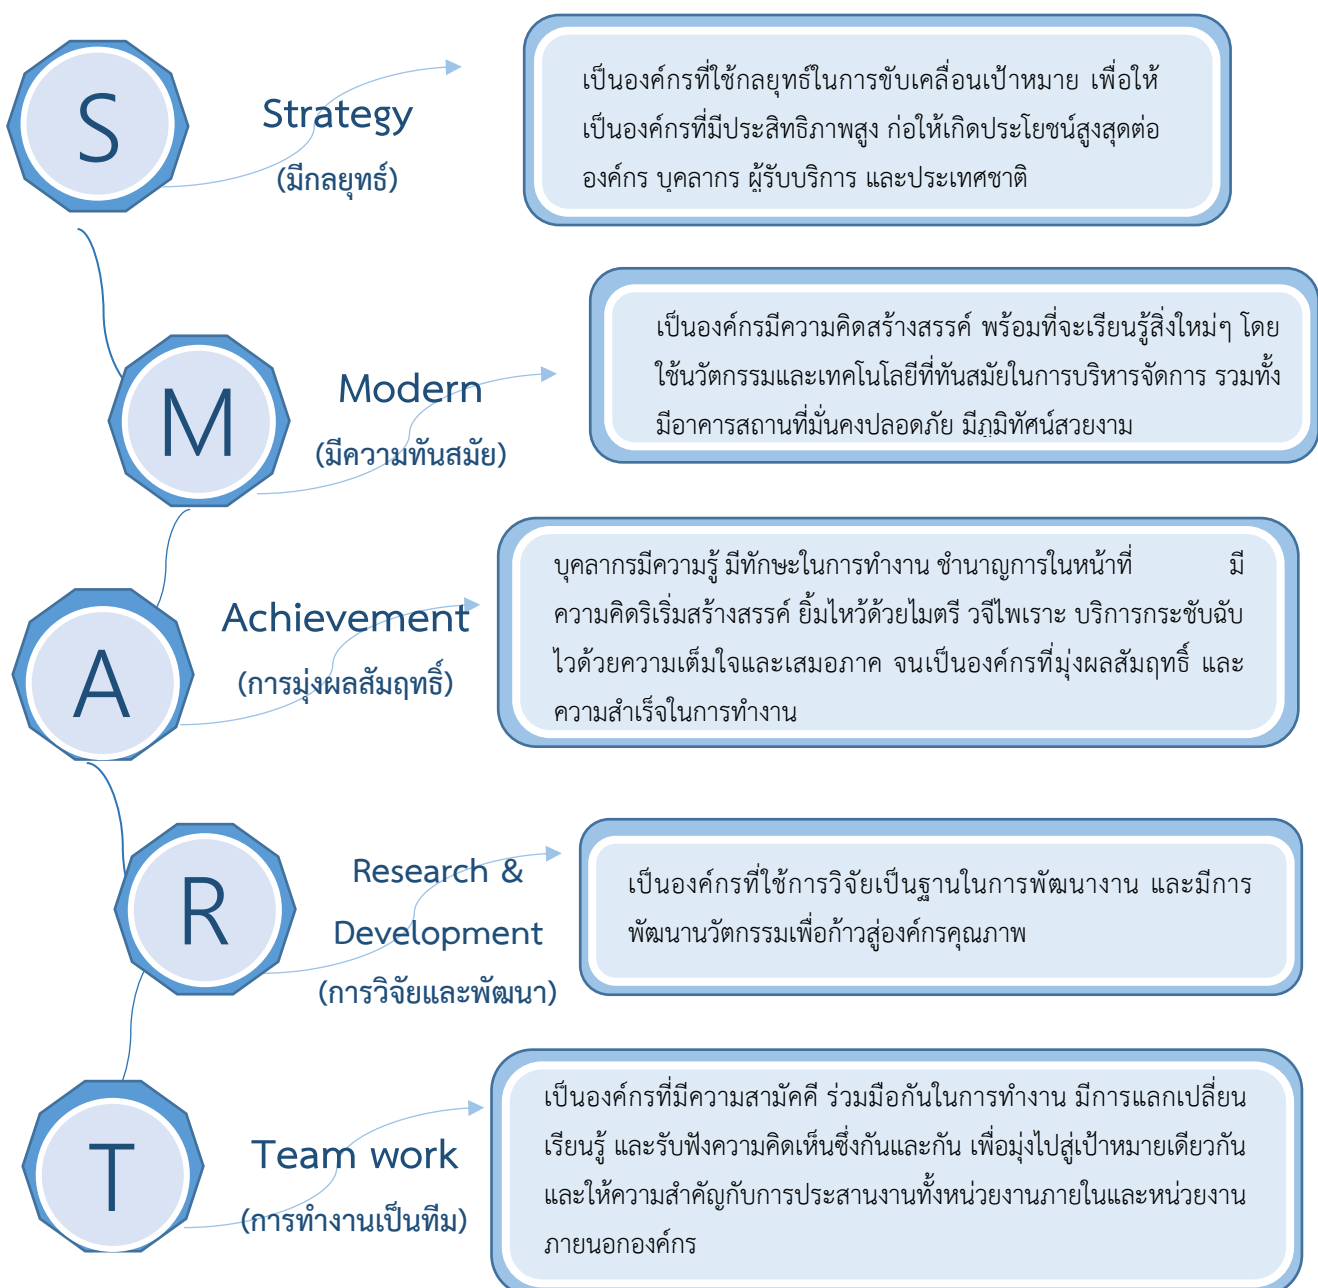 S
Strategy
(มีกลยุทธ์)
เป็นองค์กรที่ใช้กลยุทธ์ในการขับเคลื่อนเป้าหมาย เพื่อให้
เป็นองค์กรที่มีประสิทธิภาพสูง ก่อให้เกิดประโยชน์สูงสุดต่อ
องค์กร บุคลากร ผู้รับบริการ และประเทศชาติ
M
Modern
(มีความทันสมัย)
เป็นองค์กรมีความคิดสร้างสรรค์ พร้อมที่จะเรียนรู้สิ่งใหม่ๆ โดย
ใช้นวัตกรรมและเทคโนโลยีที่ทันสมัยในการบริหารจัดการ รวมทั้ง
มีอาคารสถานที่มั่นคงปลอดภัย มีภูมิทัศน์สวยงาม
A
Achievement
(การมุ่งผลสัมฤทธิ์)
บุคลากรมีความรู้ มีทักษะในการทำงาน ชำนาญการในหน้าที่ มี
ความคิดริเริ่มสร้างสรรค์ ยิ้มไหว้ด้วยไมตรี วจีไพเราะ บริการกระชับฉับ
ไวด้วยความเต็มใจและเสมอภาค จนเป็นองค์กรที่มุ่งผลสัมฤทธิ์ และ
ความสำเร็จในการทำงาน
R
Research &
Development
(การวิจัยและพัฒนา)
เป็นองค์กรที่ใช้การวิจัยเป็นฐานในการพัฒนางาน และมีการ
พัฒนานวัตกรรมเพื่อก้าวสู่องค์กรคุณภาพ
T
Team work
(การทำงานเป็นทีม)
เป็นองค์กรที่มีความสามัคคี ร่วมมือกันในการทำงาน มีการแลกเปลี่ยน
เรียนรู้ และรับฟังความคิดเห็นซึ่งกันและกัน เพื่อมุ่งไปสู่เป้าหมายเดียวกัน
และให้ความสำคัญกับการประสานงานทั้งหน่วยงานภายในและหน่วยงาน
ภายนอกองค์กร